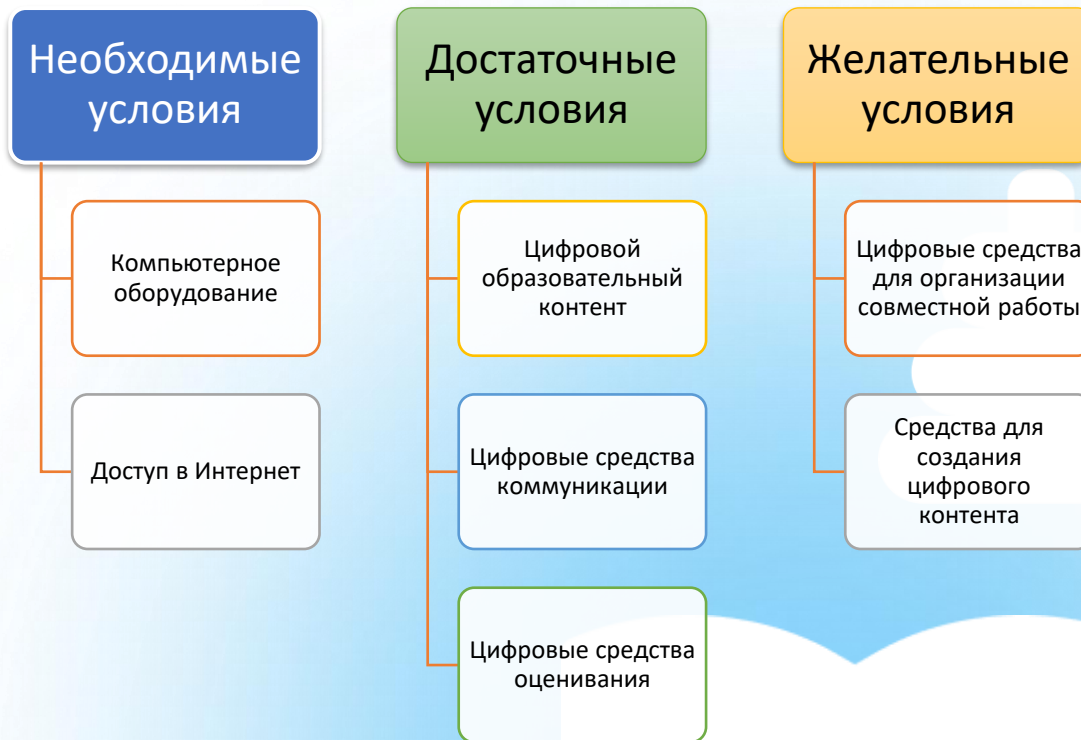 Необходимые
условия
Компьютерное
оборудование
Доступ в Интернет
Достаточные
условия
Цифровой
образовательный
контент
Цифровые средства
коммуникации
Цифровые средства
оценивания
Желательные
условия
Цифровые средства
для организации
совместной работы
Средства для
создания
цифрового
контента